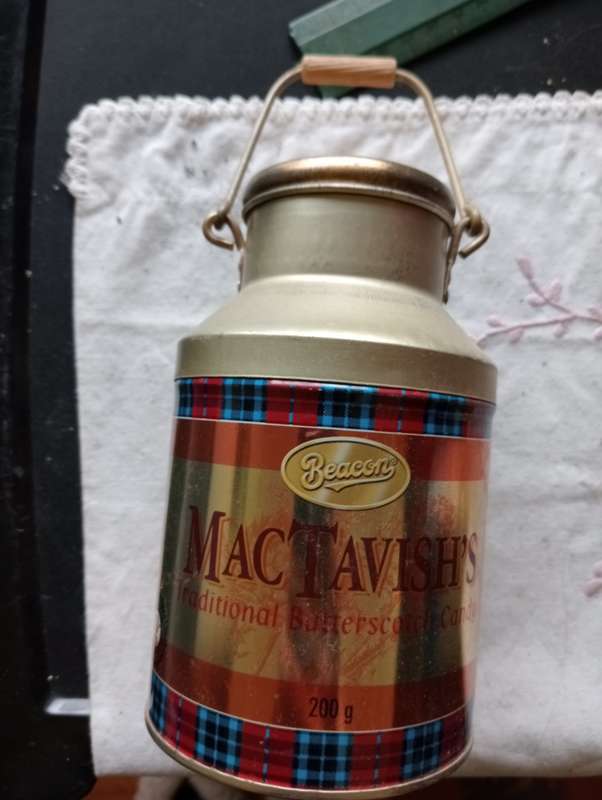 Beacon®
MACTAVISH'S
Traditional Butterscotch Candy
200 g